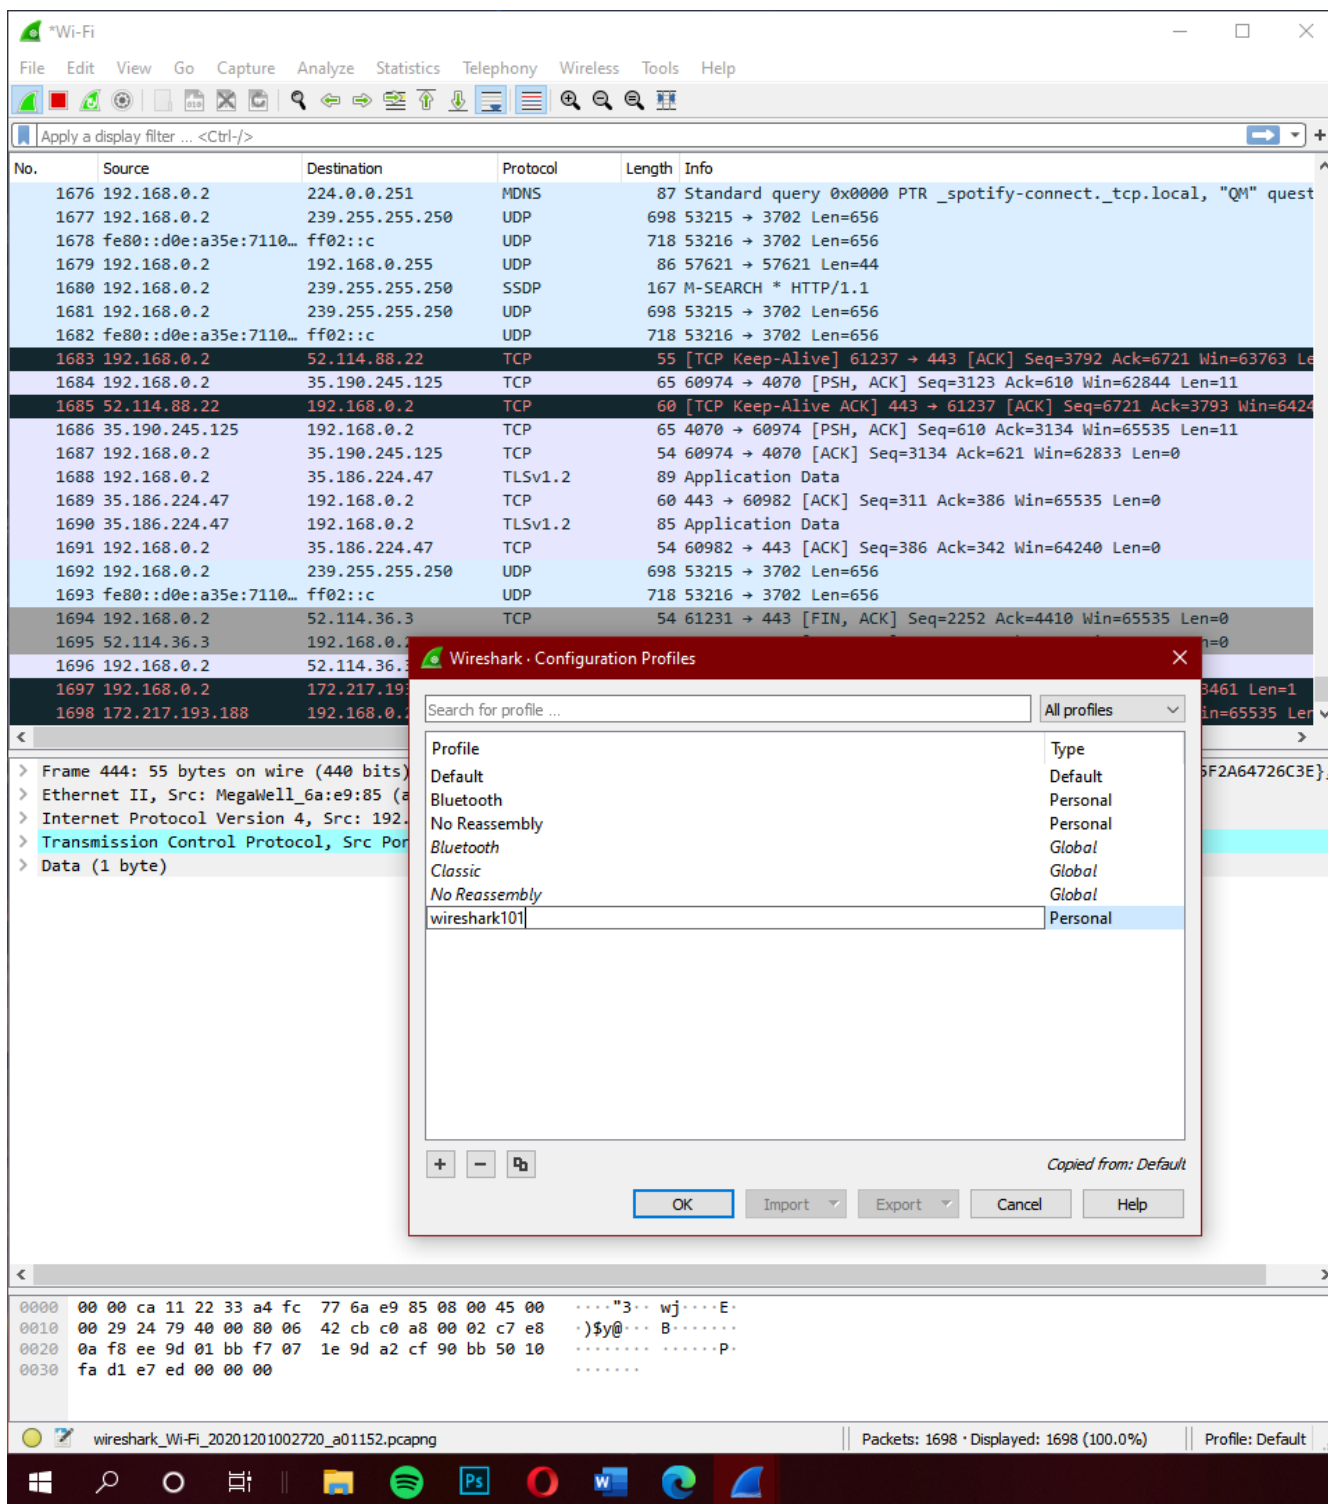 *Wi-Fi
File Edit View Go Capture Analyze Statistics Telephony Wireless Tools Help
Apply a display filter ... <Ctrl-/>
No. Source Destination Protocol Length Info
1676 192.168.0.2 224.0.0.251 MDNS 87 Standard query 0x0000 PTR _spotify-connect._tcp.local, "QM" quest
1677 192.168.0.2 239.255.255.250 UDP 698 53215 → 3702 Len=656
1678 fe80::d0e:a35e:7110… ff02::c UDP 718 53216 → 3702 Len=656
1679 192.168.0.2 192.168.0.255 UDP 86 57621 → 57621 Len=44
1680 192.168.0.2 239.255.255.250 SSDP 167 M-SEARCH * HTTP/1.1
1681 192.168.0.2 239.255.255.250 UDP 698 53215 → 3702 Len=656
1682 fe80::d0e:a35e:7110… ff02::c UDP 718 53216 → 3702 Len=656
1683 192.168.0.2 52.114.88.22 TCP 55 [TCP Keep-Alive] 61237 → 443 [ACK] Seq=3792 Ack=6721 Win=63763 Le
1684 192.168.0.2 35.190.245.125 TCP 65 60974 → 4070 [PSH, ACK] Seq=3123 Ack=610 Win=62844 Len=11
1685 52.114.88.22 192.168.0.2 TCP 60 [TCP Keep-Alive ACK] 443 → 61237 [ACK] Seq=6721 Ack=3793 Win=6424
1686 35.190.245.125 192.168.0.2 TCP 65 4070 → 60974 [PSH, ACK] Seq=610 Ack=3134 Win=65535 Len=11
1687 192.168.0.2 35.190.245.125 TCP 54 60974 → 4070 [ACK] Seq=3134 Ack=621 Win=62833 Len=0
1688 192.168.0.2 35.186.224.47 TLSv1.2 89 Application Data
1689 35.186.224.47 192.168.0.2 TCP 60 443 → 60982 [ACK] Seq=311 Ack=386 Win=65535 Len=0
1690 35.186.224.47 192.168.0.2 TLSv1.2 85 Application Data
1691 192.168.0.2 35.186.224.47 TCP 54 60982 → 443 [ACK] Seq=386 Ack=342 Win=64240 Len=0
1692 192.168.0.2 239.255.255.250 UDP 698 53215 → 3702 Len=656
1693 fe80::d0e:a35e:7110… ff02::c UDP 718 53216 → 3702 Len=656
1694 192.168.0.2 52.114.36.3 TCP 54 61231 → 443 [FIN, ACK] Seq=2252 Ack=4410 Win=65535 Len=0
1695 52.114.36.3 192.168.0. n=0
1696 192.168.0.2 52.114.36.
1697 192.168.0.2 172.217.193 3461 Len=1
1698 172.217.193.188 192.168.0. in=65535 Ler
Frame 444: 55 bytes on wire (440 bits) 5F2A64726C3E},
Ethernet II, Src: MegaWell_6a:e9:85 (a
Internet Protocol Version 4, Src: 192.
Transmission Control Protocol, Src Por
Data (1 byte)
Wireshark · Configuration Profiles
Search for profile ... All profiles
Profile Type
Default Default
Bluetooth Personal
No Reassembly Personal
Bluetooth Global
Classic Global
No Reassembly Global
wireshark101 Personal
Copied from: Default
OK Import Export Cancel Help
0000 00 00 ca 11 22 33 a4 fc 77 6a e9 85 08 00 45 00 ····"3·· wj····E·
0010 00 29 24 79 40 00 80 06 42 cb c0 a8 00 02 c7 e8 ·)$y@··· B·······
0020 0a f8 ee 9d 01 bb f7 07 1e 9d a2 cf 90 bb 50 10 ········ ······P·
0030 fa d1 e7 ed 00 00 00 ·······
wireshark_Wi-Fi_20201201002720_a01152.pcapng Packets: 1698 · Displayed: 1698 (100.0%) Profile: Default
Ps W